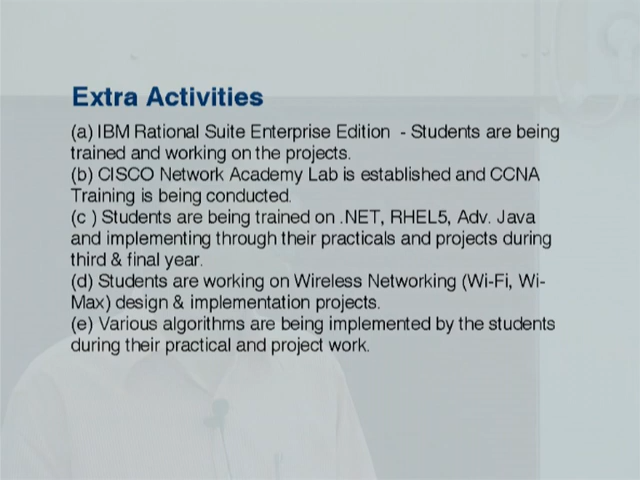 Extra Activities
(a) IBM Rational Suite Enterprise Edition - Students are being
trained and working on the projects.
(b) CISCO Network Academy Lab is established and CCNA
Training is being conducted.
(c ) Students are being trained on .NET, RHEL5, Adv. Java
and implementing through their practicals and projects during
third & final year.
(d) Students are working on Wireless Networking (Wi-Fi, Wi-
Max) design & implementation projects.
(e) Various algorithms are being implemented by the students
during their practical and project work.